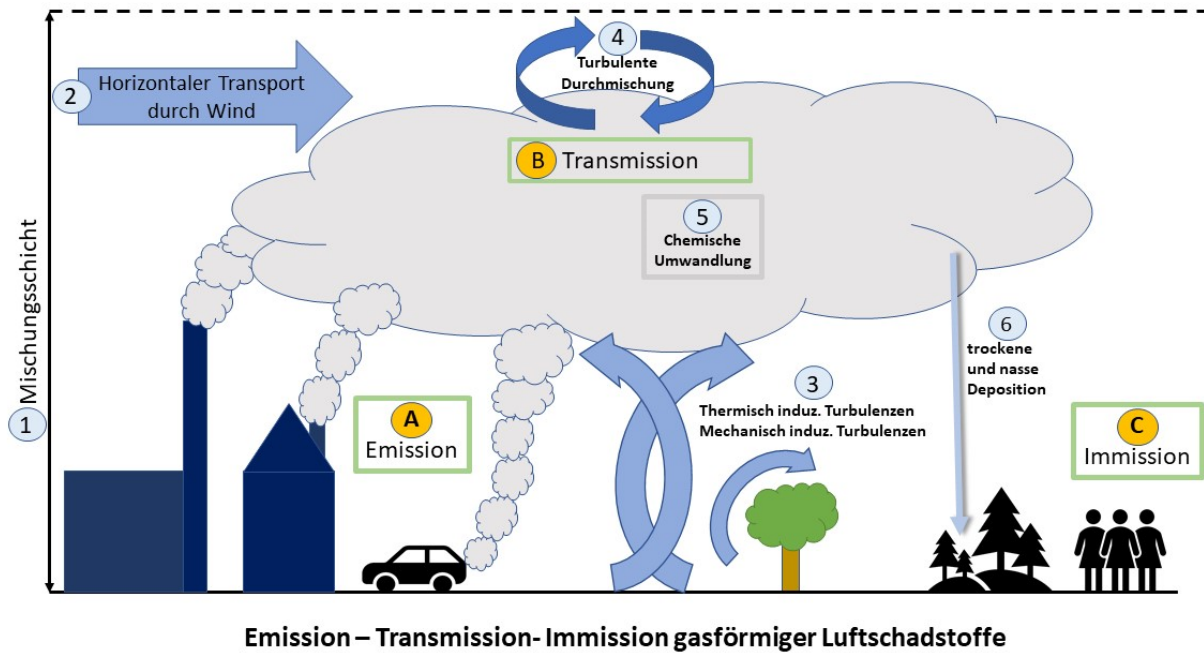 4
Turbulente
Durchmischung
2
Horizontaler Transport
durch Wind
B Transmission
5
Chemische
Umwandlung
Mischungsschicht
1
6
trockene
und nasse
Deposition
3
Thermisch induz. Turbulenzen
Mechanisch induz. Turbulenzen
A
Emission
C
Immission
Emission – Transmission- Immission gasförmiger Luftschadstoffe